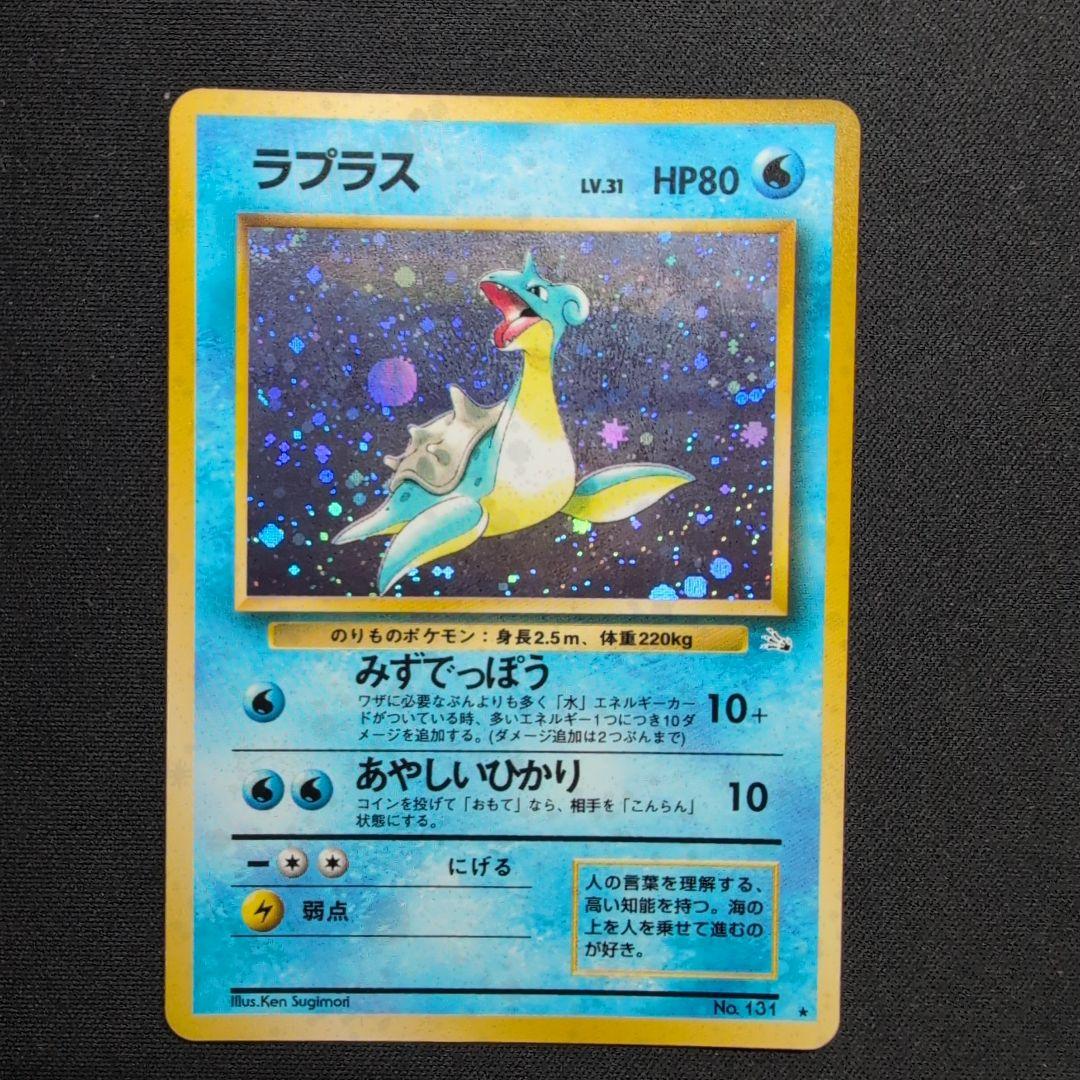 ラプラス LV.31 HP80
のりものポケモン：身長2.5m、体重220kg
みずでっぽう
ワザに必要なぶんよりも多く「水」エネルギーカー
ドがついている時、多いエネルギー1つにつき10ダ
メージを追加する。(ダメージ追加は2つぶんまで)
10+
あやしいひかり
コインを投げて「おもて」なら、相手を「こんらん」
状態にする。
10
にげる
弱点
人の言葉を理解する、
高い知能を持つ。海の
上を人を乗せて進むの
が好き。
Illus.Ken Sugimori
No. 131 ★